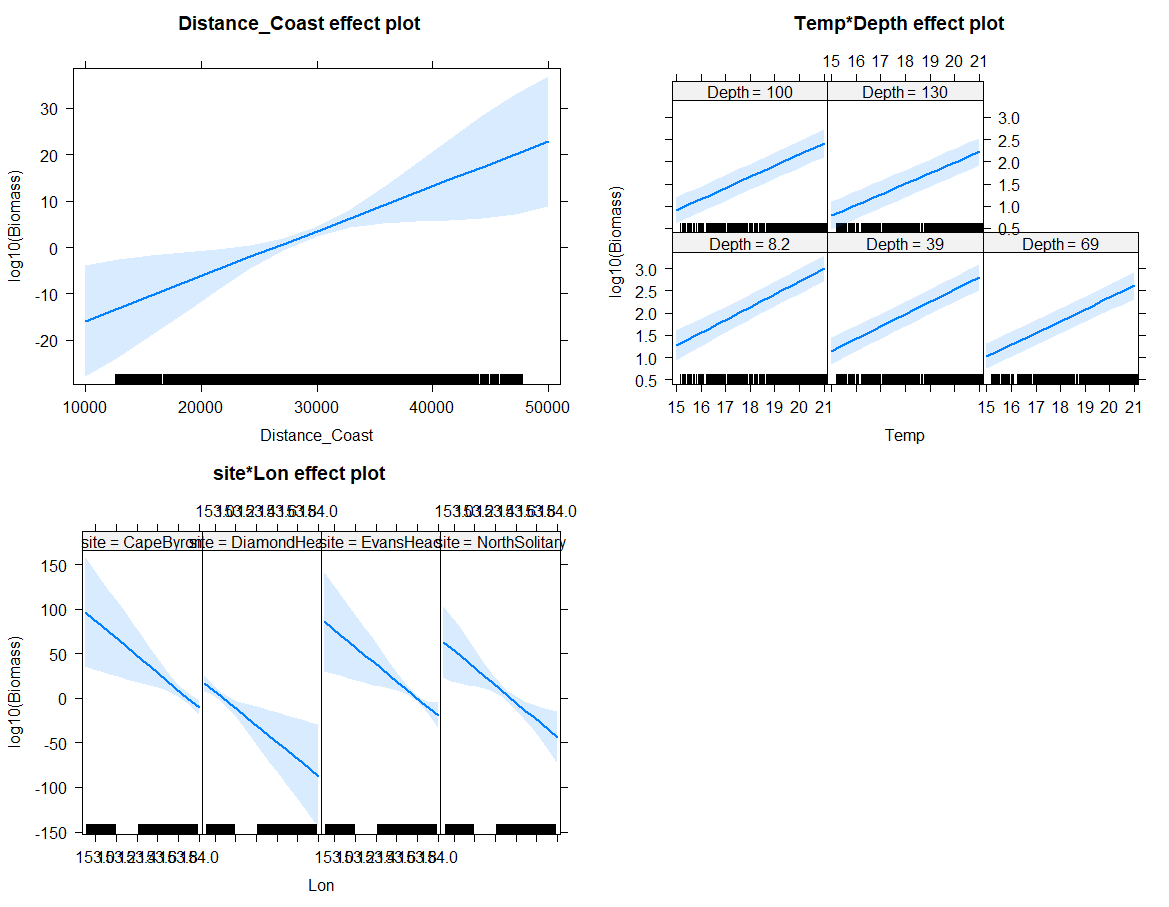 Distance_Coast effect plot
log10(Biomass)
30
20
10
0
-10
-20
10000 20000 30000 40000 50000
Distance_Coast
Temp*Depth effect plot
15 16 17 18 19 20 21
Depth = 100 Depth = 130
3.0
2.5
2.0
1.5
1.0
0.5
log10(Biomass)
Depth = 8.2 Depth = 39 Depth = 69
3.0
2.5
2.0
1.5
1.0
0.5
15 16 17 18 19 20 21 15 16 17 18 19 20 21
Temp
site*Lon effect plot
site = CapeByron site = DiamondHea site = EvansHead site = NorthSolitary
log10(Biomass)
150
100
50
0
-50
-100
-150
Lon